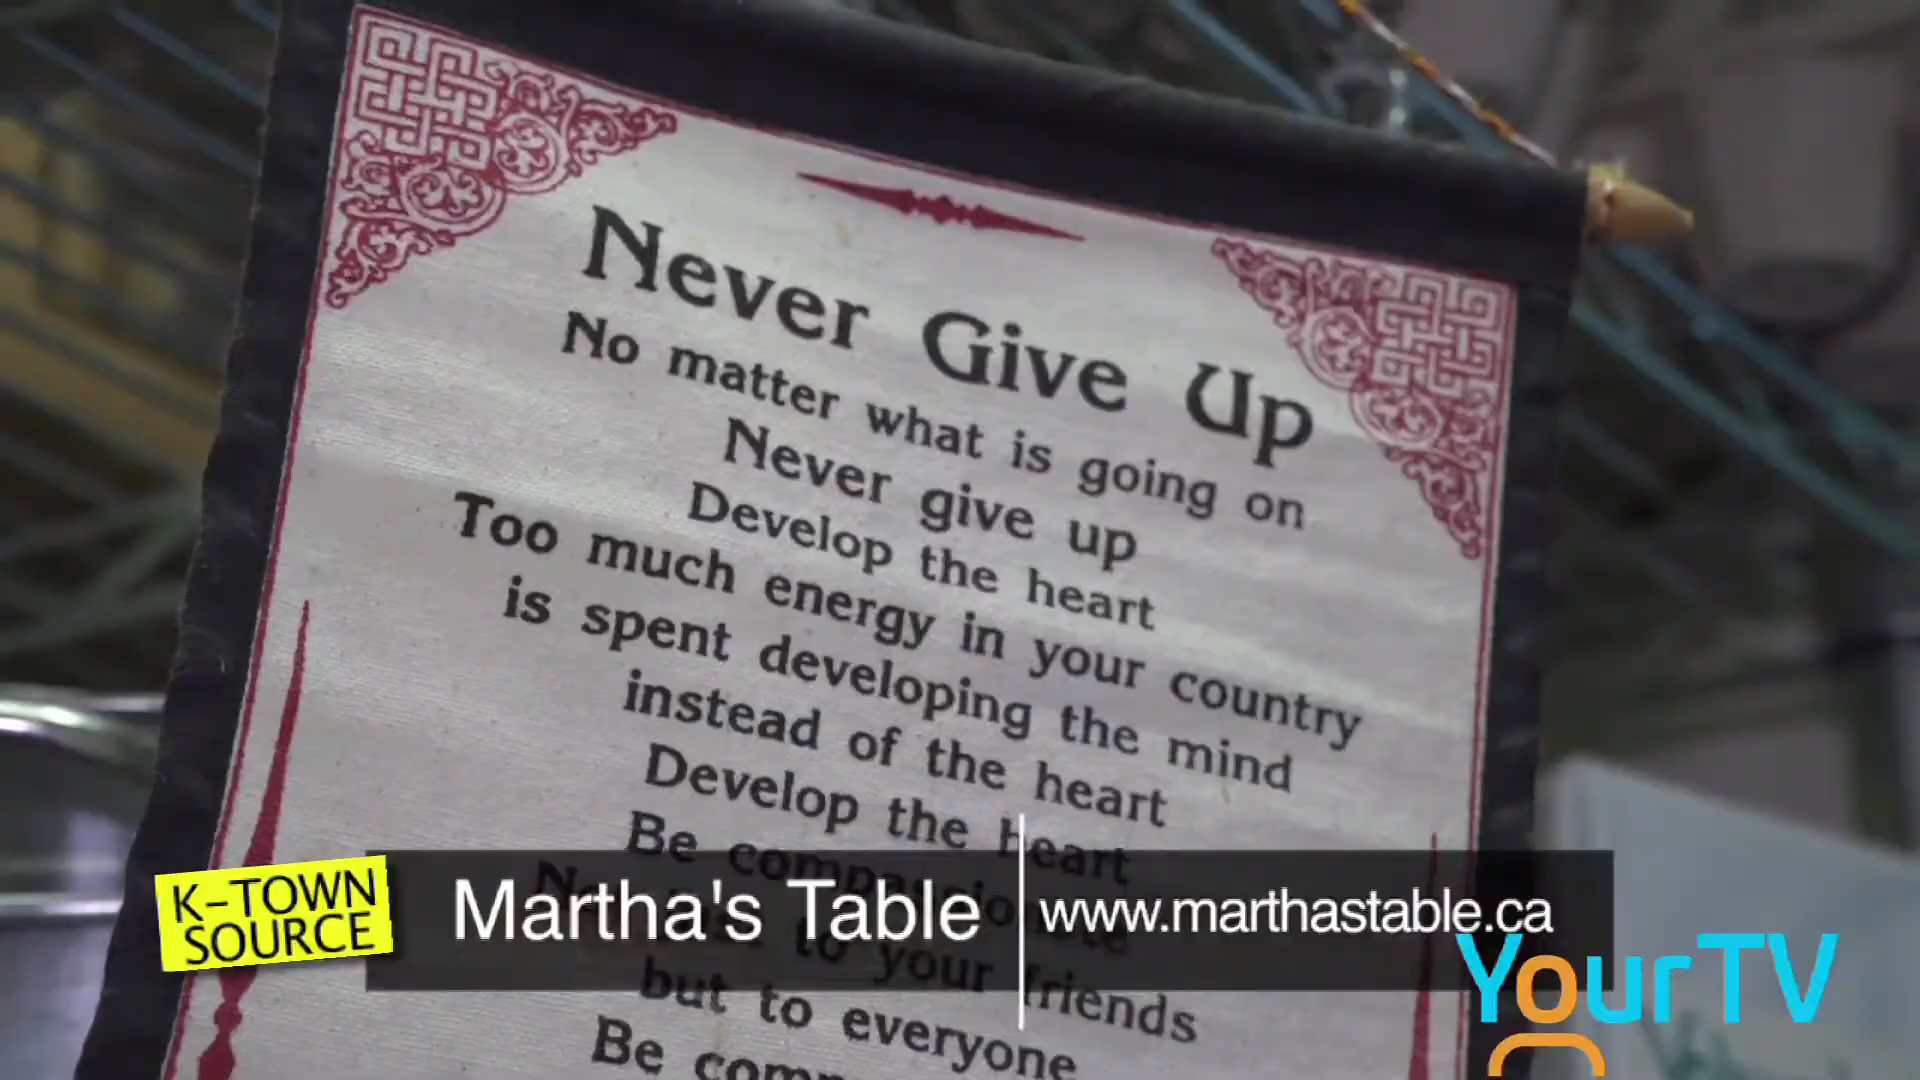 Never Give Up
No matter what is going on
Never give up
Develop the heart
Too much energy in your country
is spent developing the mind
instead of the heart
Develop the heart
Be compassionate
to your friends
but to everyone
Be
K-TOWN
SOURCE
Martha's Table
www.marthastable.ca
YourTV